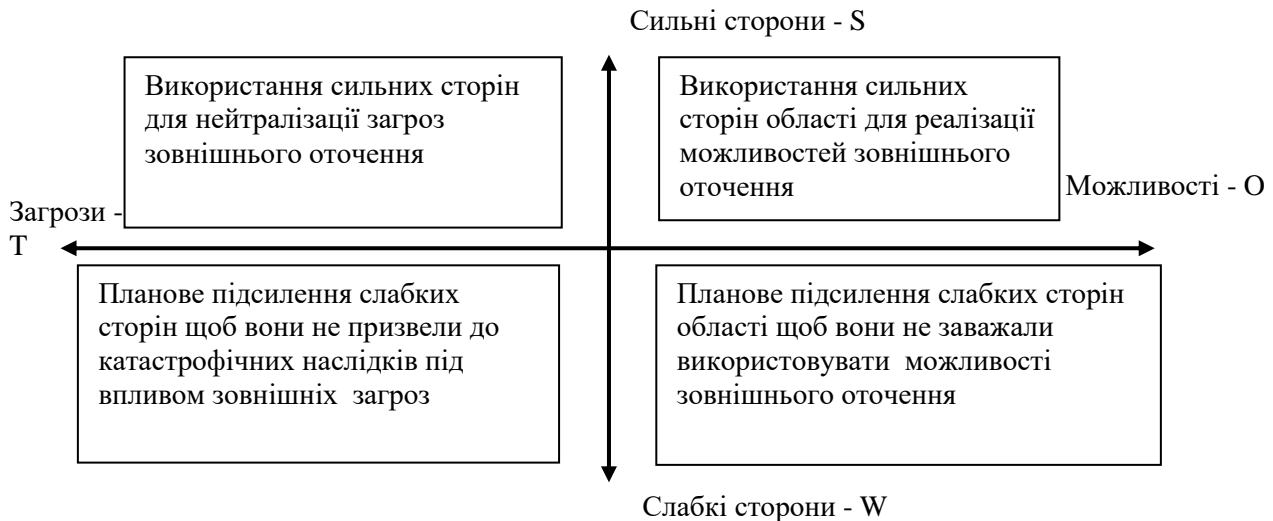 Сильні сторони - S
Використання сильних сторін
для нейтралізації загроз
зовнішнього оточення
Використання сильних
сторін області для реалізації
можливостей зовнішнього
оточення
Можливості - О
Загрози -
Т
Планове підсилення слабких
сторін щоб вони не призвели до
катастрофічних наслідків під
впливом зовнішніх загроз
Планове підсилення слабких сторін
області щоб вони не заважали
використовувати можливості
зовнішнього оточення
Слабкі сторони - W